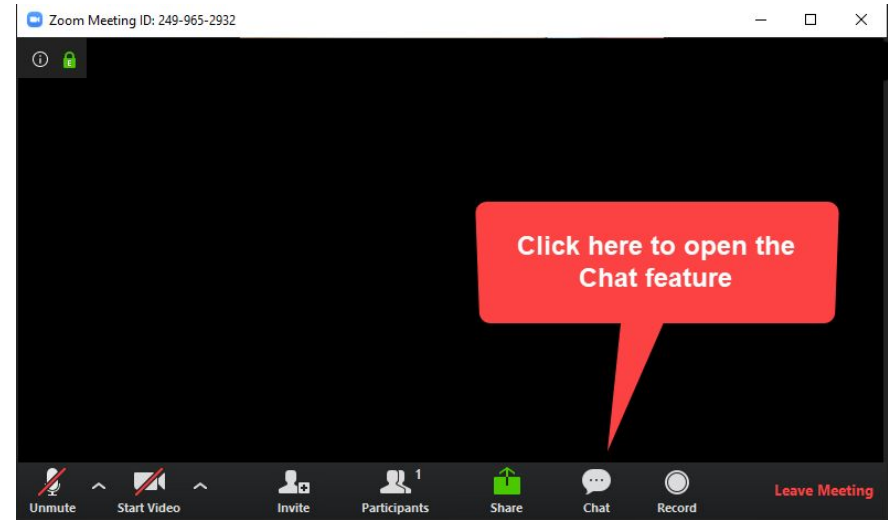 Zoom Meeting ID: 249-965-2932
E
Click here to open the
Chat feature
1
Unmute Start Video Invite Participants Share Chat Record Leave Meeting